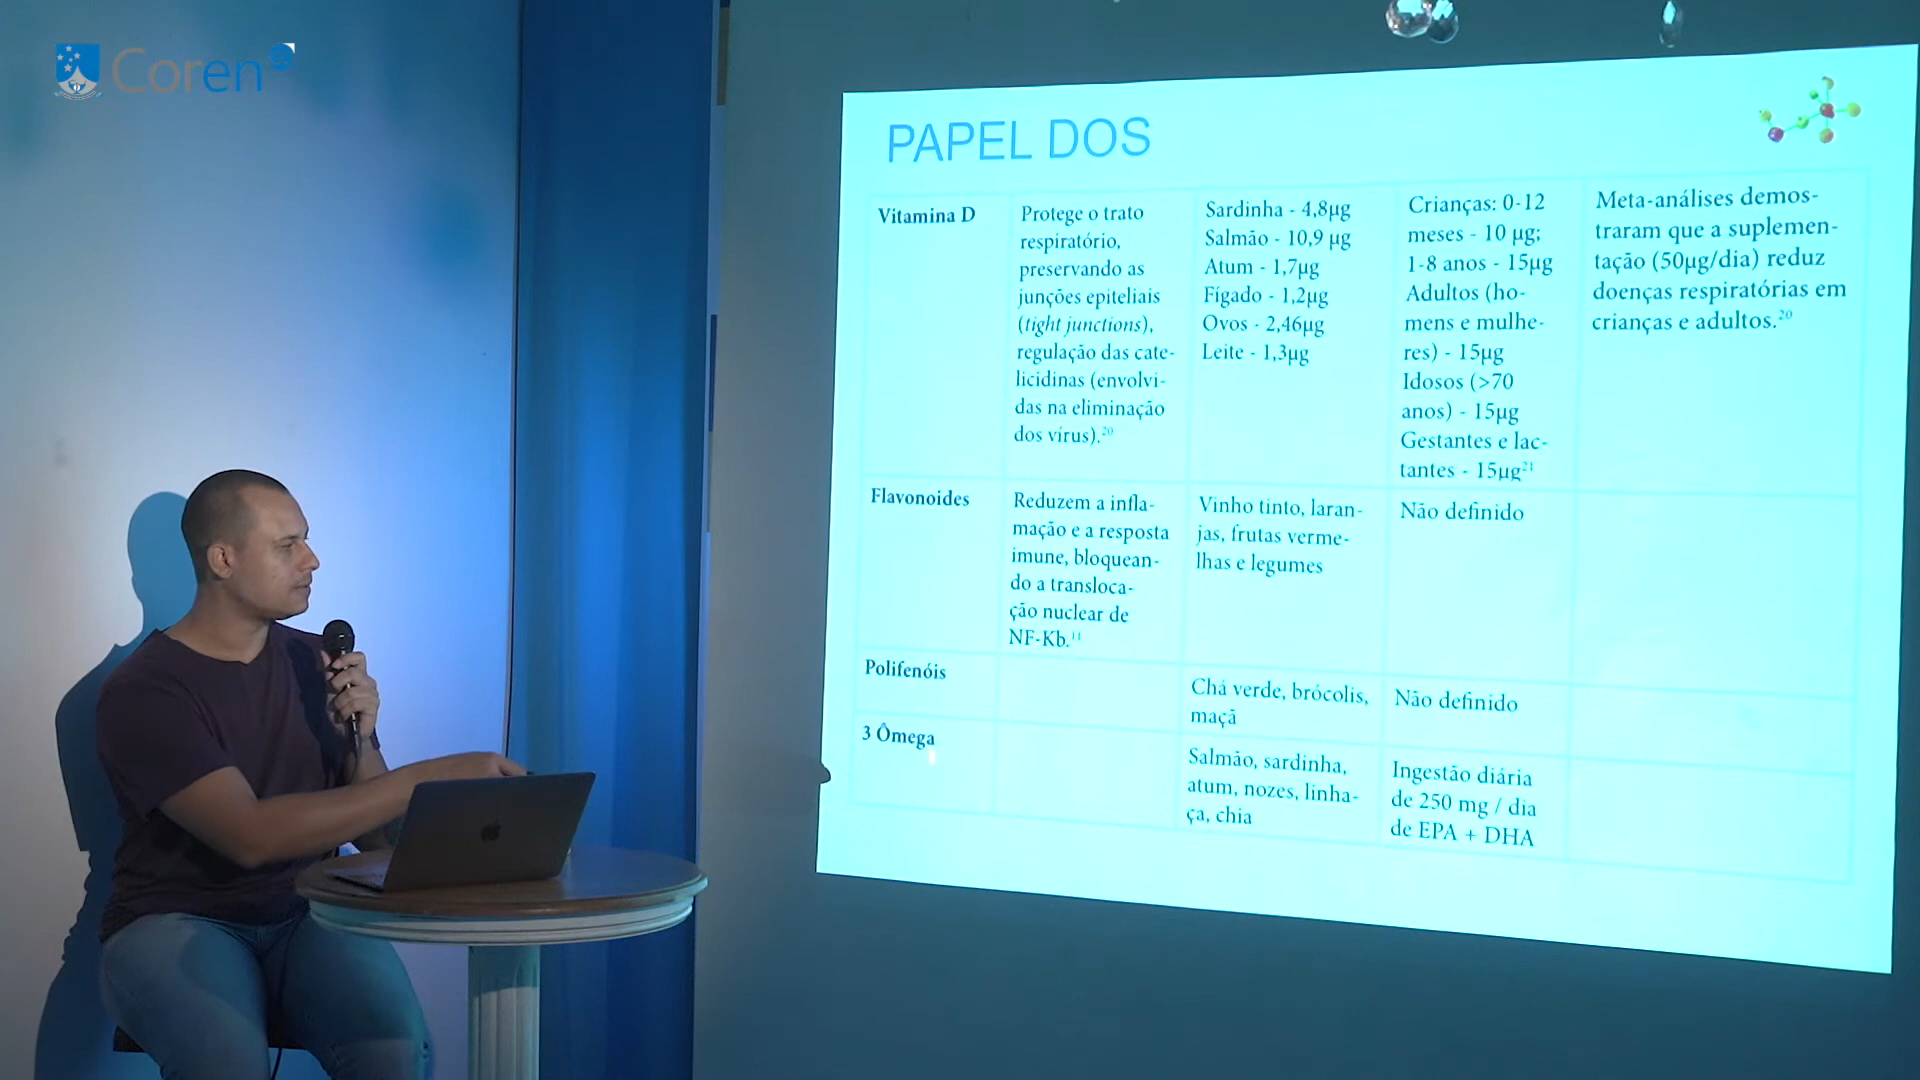 Coren
PAPEL DOS
Vitamina D
Protege o trato
respiratório,
preservando as
junções epiteliais
(tight junctions),
regulação das cate-
licidinas (envolvi-
das na eliminação
dos vírus).20
Sardinha - 4,8µg
Salmão - 10,9 µg
Atum - 1,7µg
Fígado - 1,2µg
Ovos - 2,46µg
Leite - 1,3µg
Crianças: 0-12
meses - 10 µg;
1-8 anos - 15µg
Adultos (ho-
mens e mulhe-
res) - 15µg
Idosos (>70
anos) - 15µg
Gestantes e lac-
tantes - 15µg21
Meta-análises demos-
traram que a suplemen-
tação (50µg/dia) reduz
doenças respiratórias em
crianças e adultos.20
Flavonoides
Reduzem a infla-
mação e a resposta
imune, bloquean-
do a transloca-
ção nuclear de
NF-Kb.11
Vinho tinto, laran-
jas, frutas verme-
lhas e legumes
Não definido
Polifenóis
Chá verde, brócolis,
maçã
Não definido
3 Ômega
Salmão, sardinha,
atum, nozes, linha-
ça, chia
Ingestão diária
de 250 mg / dia
de EPA + DHA